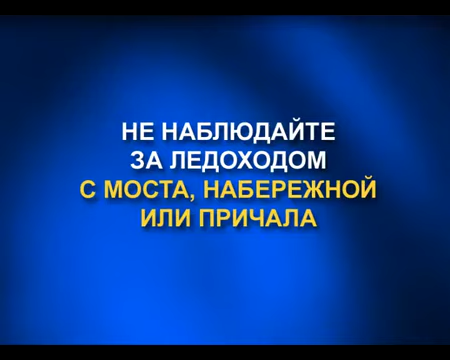 НЕ НАБЛЮДАЙТЕ
ЗА ЛЕДОХОДОМ
С МОСТА, НАБЕРЕЖНОЙ
ИЛИ ПРИЧАЛА